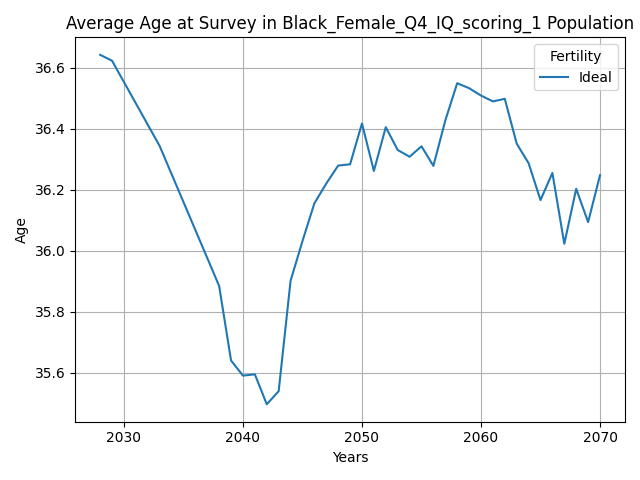 Average Age at Survey in Black_Female_Q4_IQ_scoring_1 Population
Fertility
Ideal
Age
36.6
36.4
36.2
36.0
35.8
35.6
2030
2040
2050
2060
2070
Years